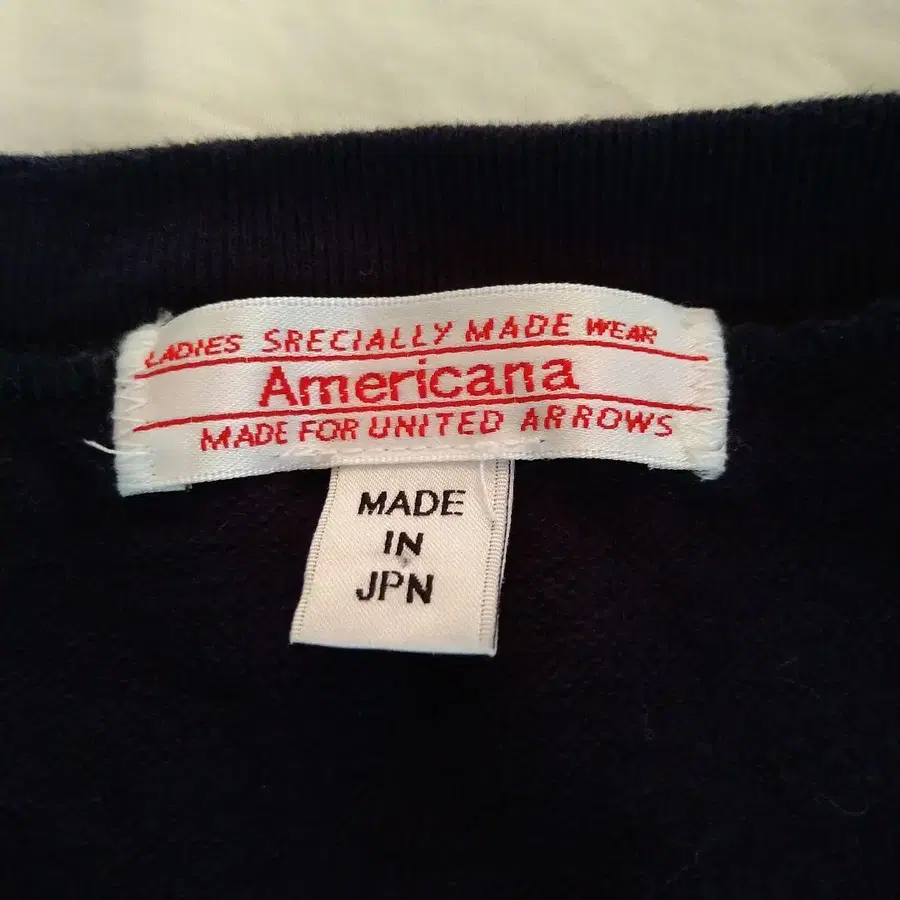 LADIES SRECIALLY MADE WEAR
Americana
MADE FOR UNITED ARROWS
MADE
IN
JPN